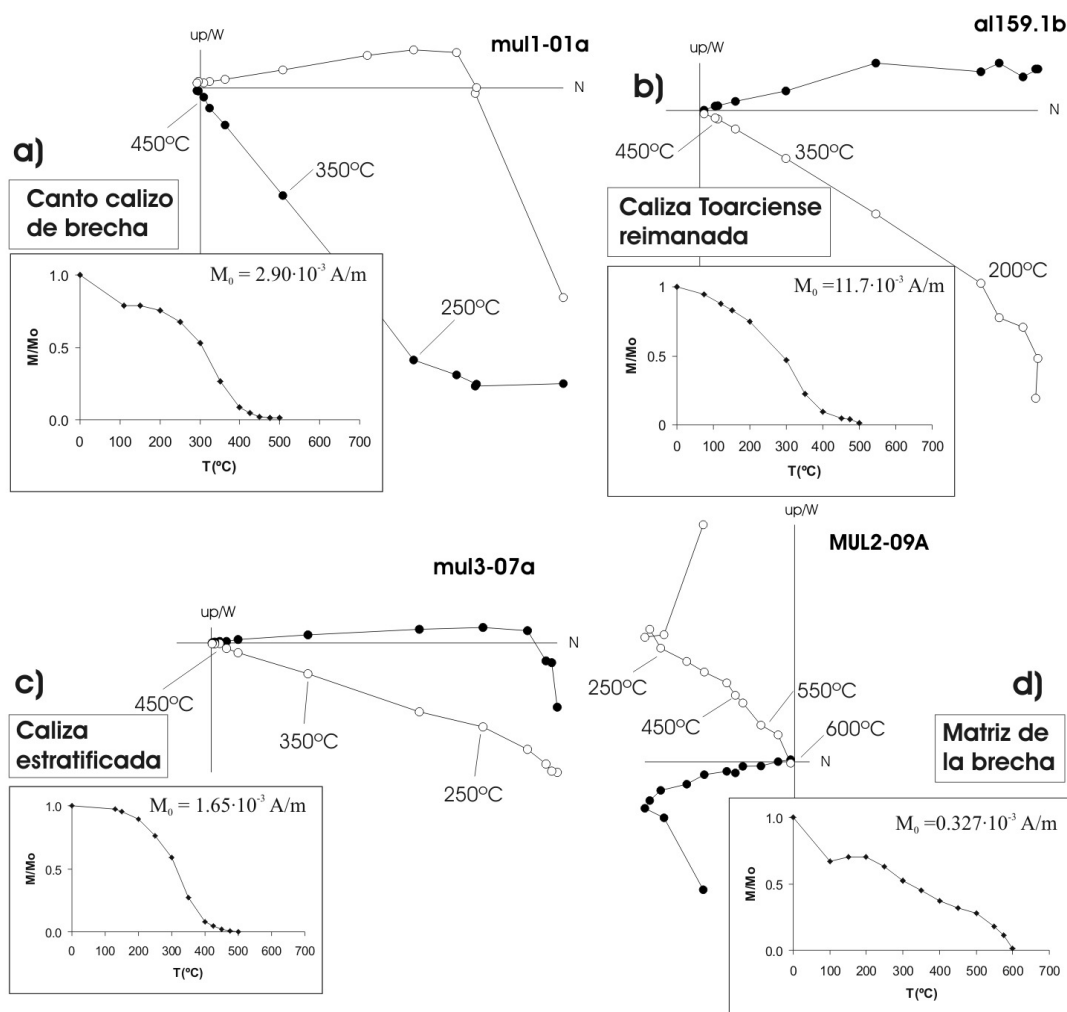 mul1-01a
up/W
N
450ºC
350ºC
250ºC
a)
Canto calizo
de brecha
M₀ = 2.90·10⁻³ A/m
M/Mo
1.0
0.5
0.0
0 100 200 300 400 500 600 700
T(ºC)
al159.1b
up/W
N
b)
450ºC
350ºC
200ºC
Caliza Toarciense
reimanada
M₀ =11.7·10⁻³ A/m
M/Mo
1
0.5
0
0 100 200 300 400 500 600 700
T(ºC)
mul3-07a
up/W
N
c)
450ºC
350ºC
250ºC
Caliza
estratificada
M₀ = 1.65·10⁻³ A/m
M/Mo
1.0
0.5
0.0
0 100 200 300 400 500 600 700
T(ºC)
up/W
MUL2-09A
250ºC
450ºC
550ºC
600ºC
N
d)
Matriz de
la brecha
M₀ =0.327·10⁻³ A/m
M/Mo
1.0
0.5
0.0
0 100 200 300 400 500 600 700
T(ºC)